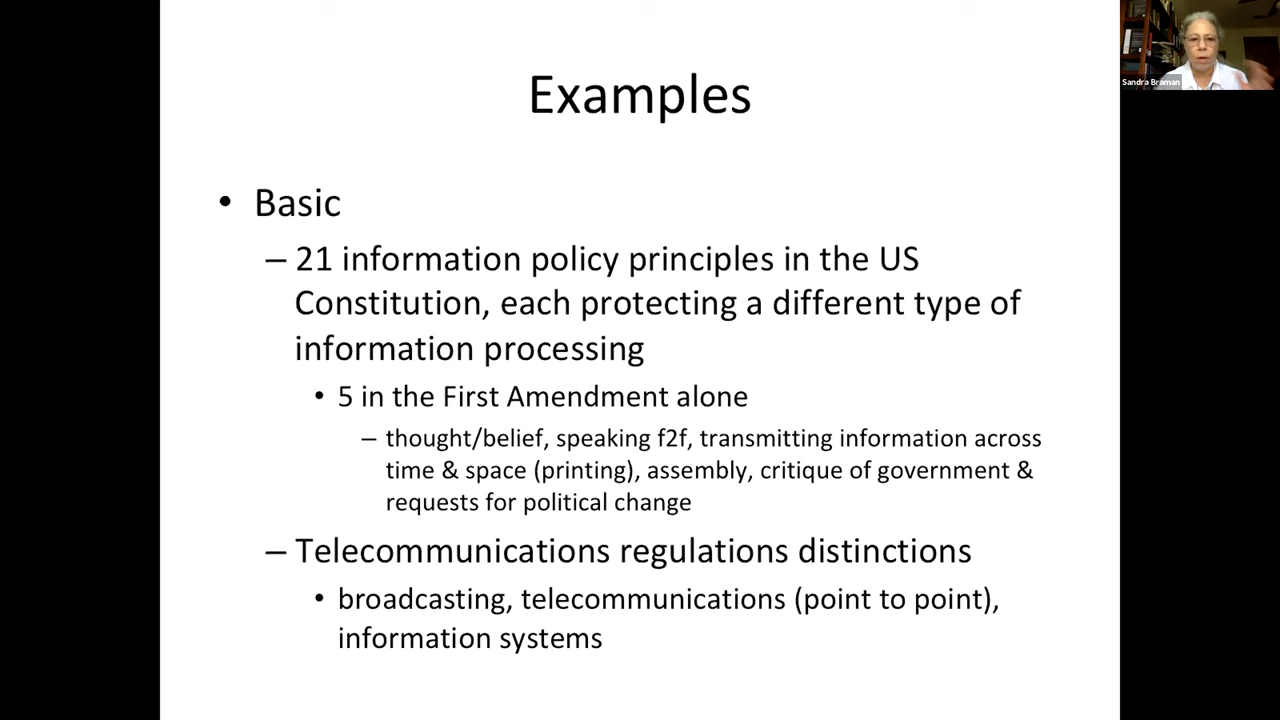 Sandra Braman
Examples
• Basic
– 21 information policy principles in the US
Constitution, each protecting a different type of
information processing
• 5 in the First Amendment alone
– thought/belief, speaking f2f, transmitting information across
time & space (printing), assembly, critique of government &
requests for political change
– Telecommunications regulations distinctions
• broadcasting, telecommunications (point to point),
information systems